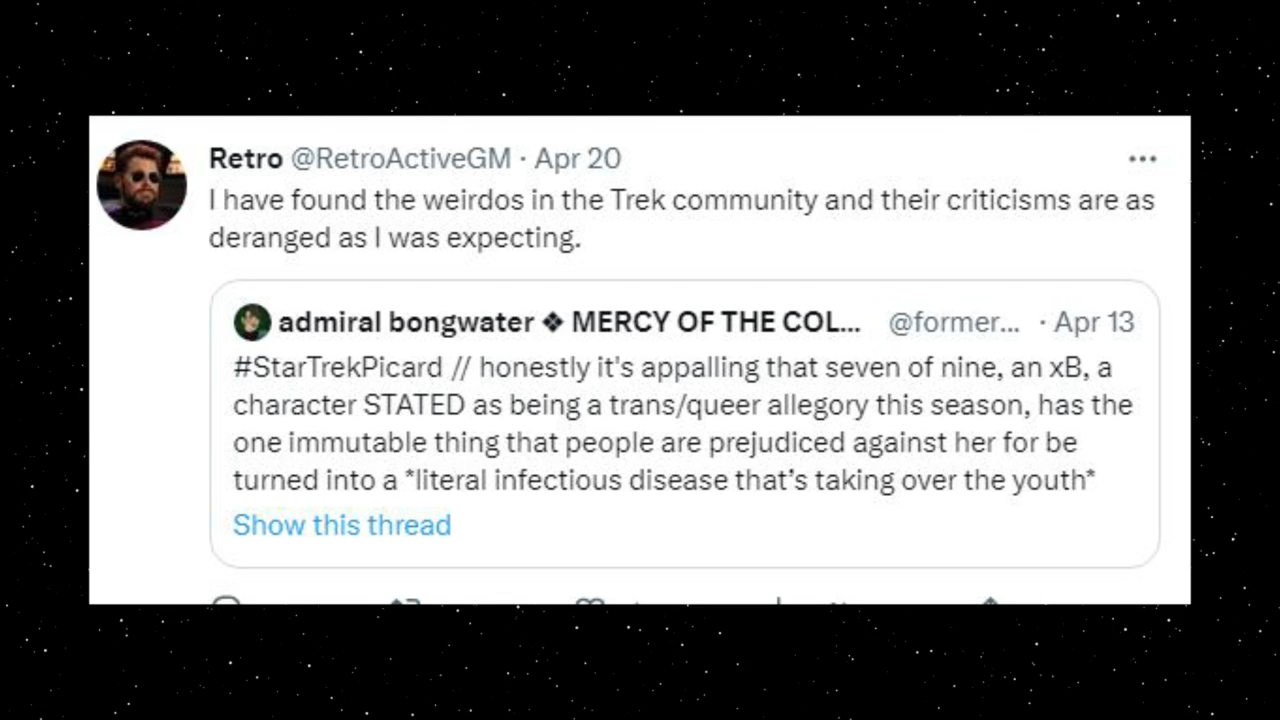 Retro @RetroActiveGM · Apr 20
I have found the weirdos in the Trek community and their criticisms are as
deranged as I was expecting.
admiral bongwater ❖ MERCY OF THE COL... @former... · Apr 13
#StarTrekPicard // honestly it's appalling that seven of nine, an xB, a
character STATED as being a trans/queer allegory this season, has the
one immutable thing that people are prejudiced against her for be
turned into a *literal infectious disease that’s taking over the youth*
Show this thread